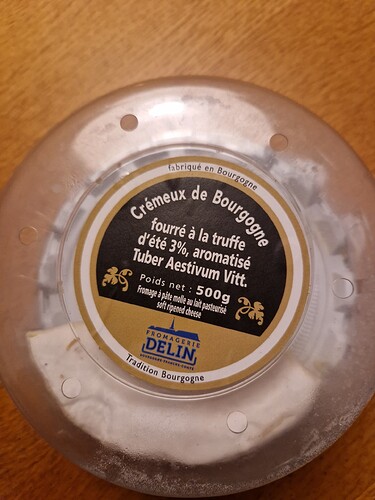 fabriqué en Bourgogne
Crémeux de Bourgogne
fourré à la truffe
d'été 3%, aromatisé
Tuber Aestivum Vitt.
Poids net : 500g
Fromage à pâte molle au lait pasteurisé
soft ripened cheese
FROMAGERIE
DELIN
Tradition Bourgogne